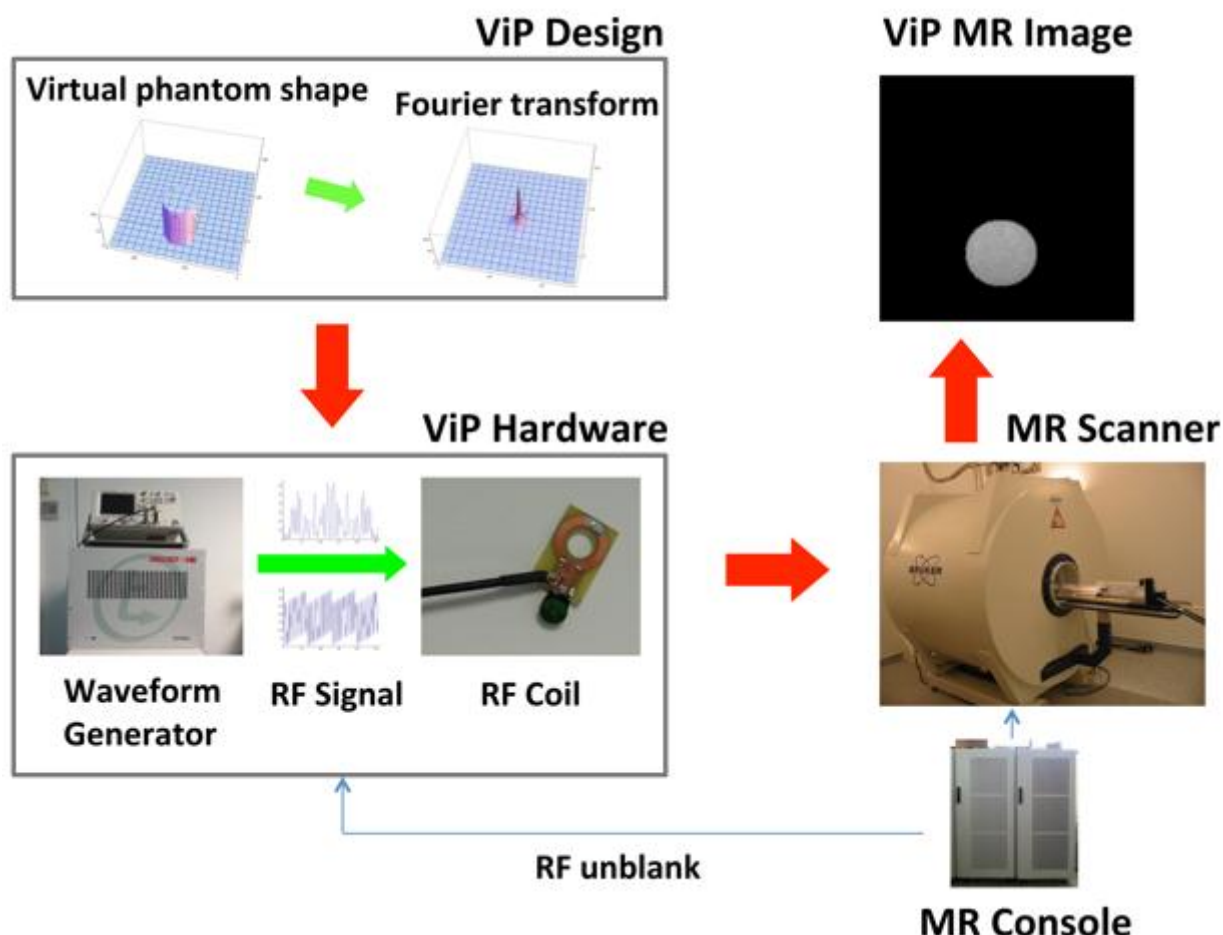 ViP Design
Virtual phantom shape
Fourier transform
ViP MR Image
ViP Hardware
Waveform
Generator
RF Signal
RF Coil
MR Scanner
BRUKER
RF unblank
MR Console